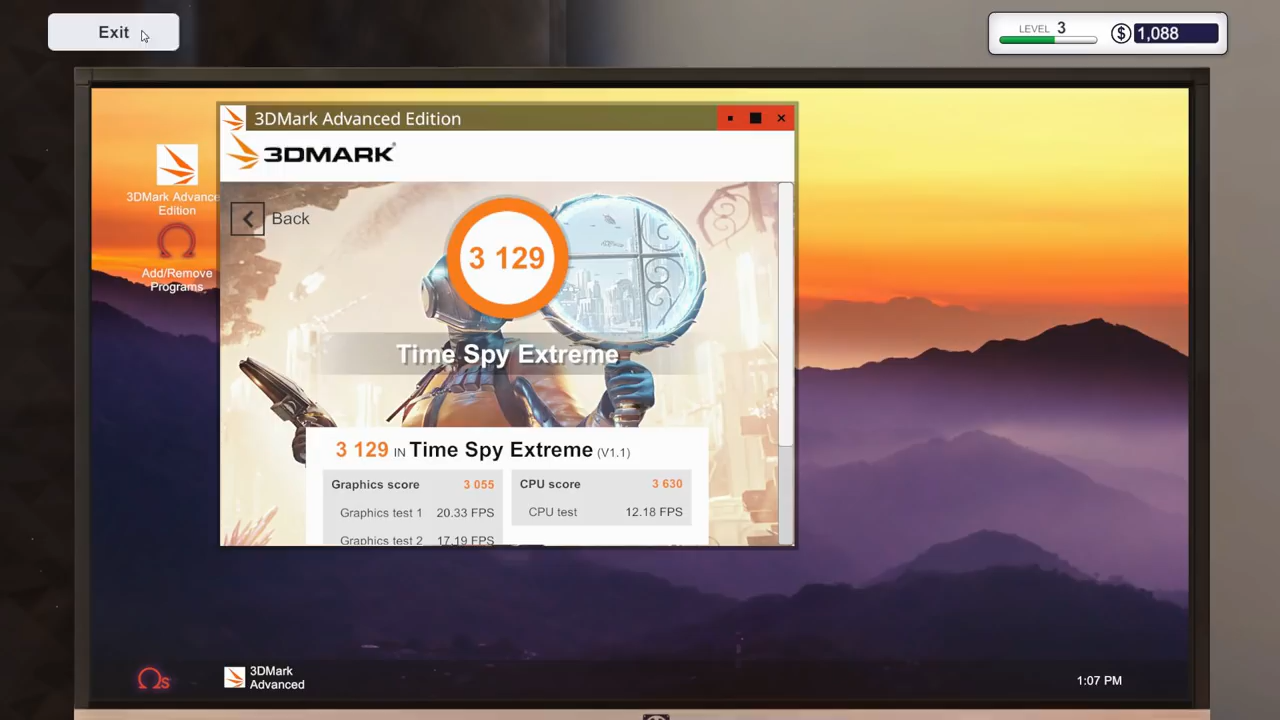 Exit
LEVEL 3
$ 1,088
3DMark Advanced Edition
3DMARK
3DMark Advance
Edition
Back
3 129
Add/Remove
Programs
Time Spy Extreme
3 129 IN Time Spy Extreme (V1.1)
Graphics score 3 055
CPU score 3 630
Graphics test 1 20.33 FPS
CPU test 12.18 FPS
Graphics test 2 17.19 FPS
Ωs
3DMark
Advanced
1:07 PM